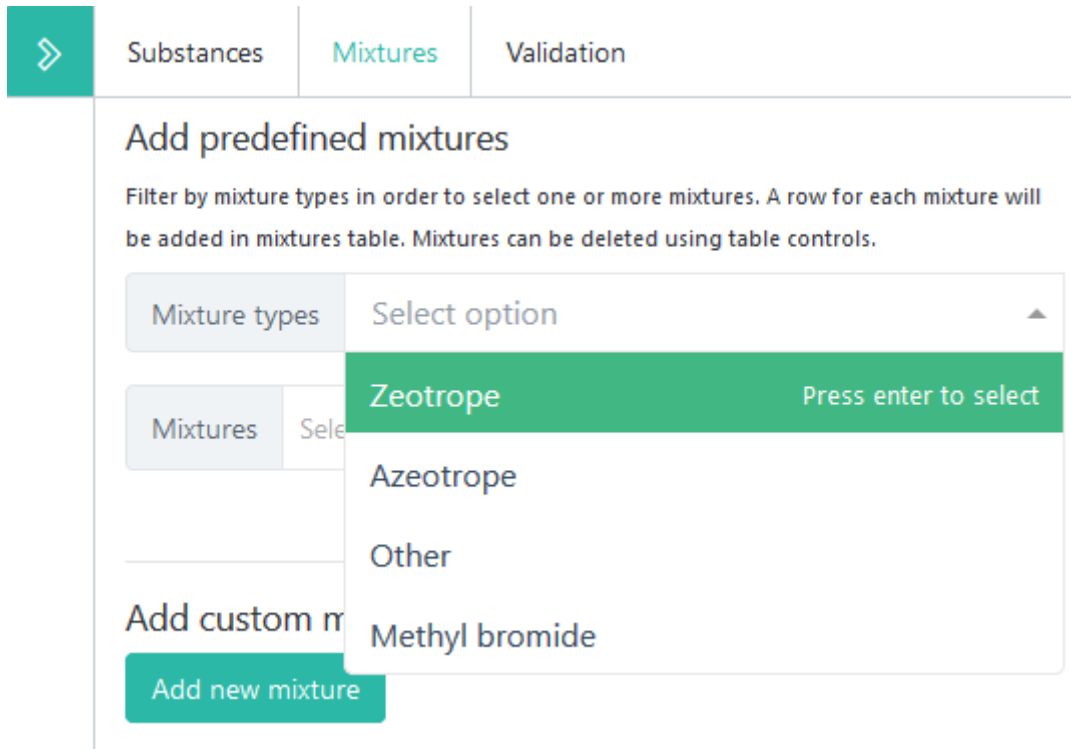 Substances
Mixtures
Validation
Add predefined mixtures
Filter by mixture types in order to select one or more mixtures. A row for each mixture will
be added in mixtures table. Mixtures can be deleted using table controls.
Mixture types
Select option
Zeotrope
Press enter to select
Mixtures
Sele
Azeotrope
Other
Add custom m
Methyl bromide
Add new mixture